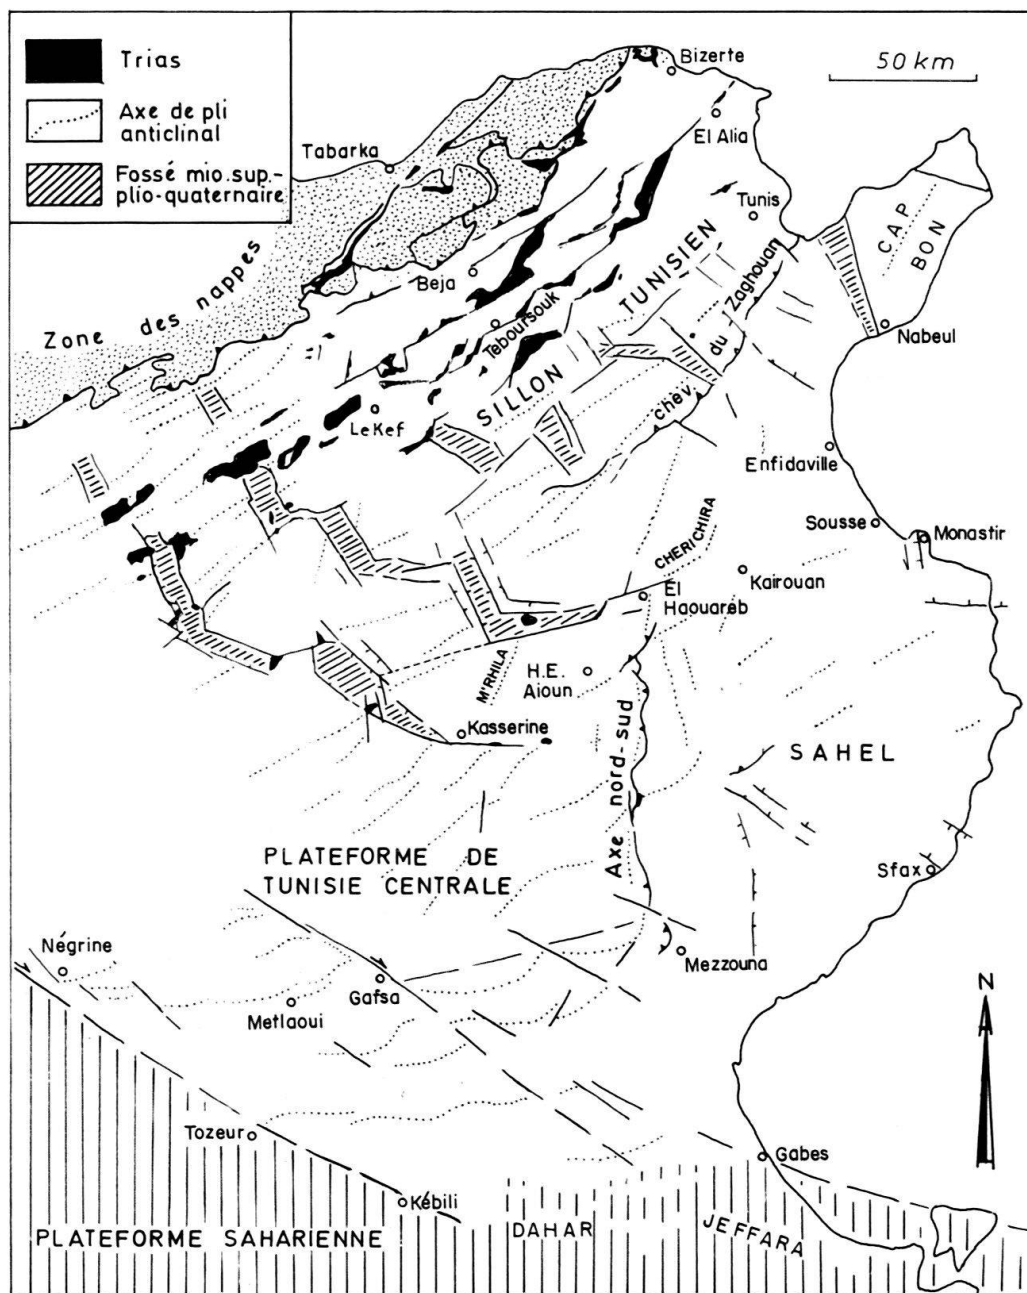 Trias
Axe de pli
anticlinal
Fossé mio.sup.-
plio-quaternaire
50 km
Bizerte
El Alia
Tabarka
Tunis
CAP
BON
Zone des nappes
Beja
Teboursouk
SILLON TUNISIEN
chev. du Zaghouan
Nabeul
Le Kef
Enfidaville
Sousse
Monastir
CHERICHIRA
Kairouan
El
Haouareb
M'RHILA
H.E.
Aioun
Kasserine
Axe nord-sud
SAHEL
PLATEFORME DE
TUNISIE CENTRALE
Sfax
Négrine
Mezzouna
Gafsa
Metlaoui
N
Tozeur
Gabes
Kébili
PLATEFORME SAHARIENNE
DAHAR
JEFFARA